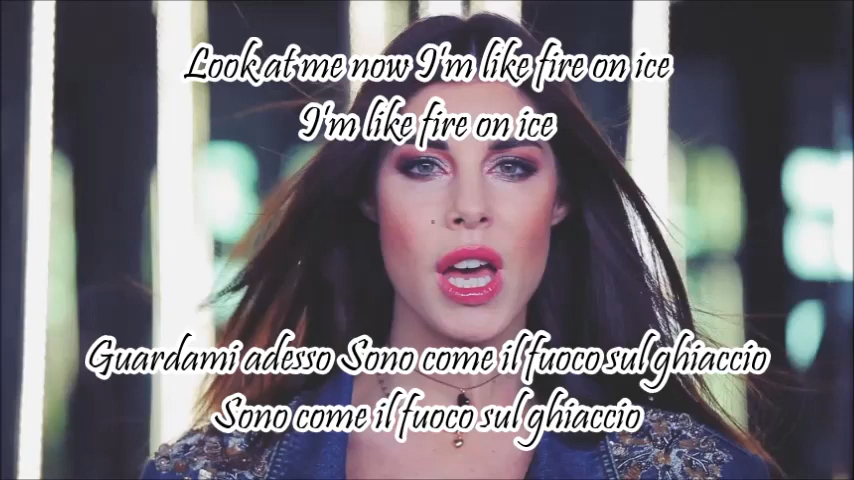 Look at me now I'm like fire on ice
I'm like fire on ice
Guardami adesso Sono come il fuoco sul ghiaccio
Sono come il fuoco sul ghiaccio